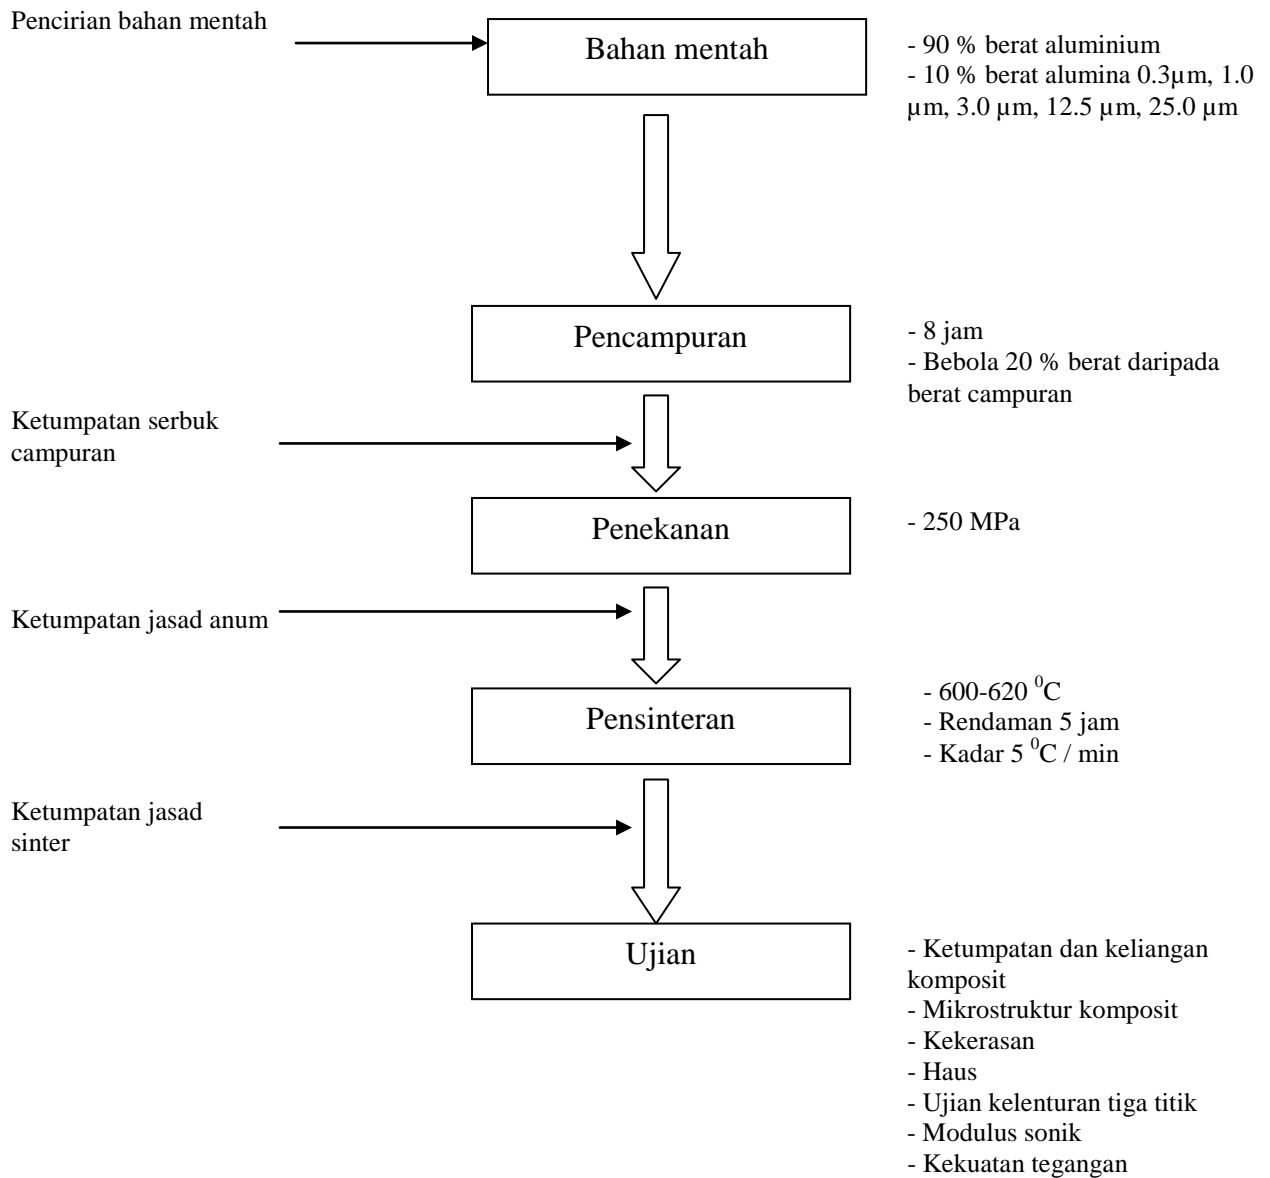 Pencirian bahan mentah
Bahan mentah
- 90 % berat aluminium
- 10 % berat alumina 0.3µm, 1.0
µm, 3.0 µm, 12.5 µm, 25.0 µm
Pencampuran
- 8 jam
- Bebola 20 % berat daripada
berat campuran
Ketumpatan serbuk
campuran
Penekanan
- 250 MPa
Ketumpatan jasad anum
Pensinteran
- 600-620 ⁰C
- Rendaman 5 jam
- Kadar 5 ⁰C / min
Ketumpatan jasad
sinter
Ujian
- Ketumpatan dan keliangan
komposit
- Mikrostruktur komposit
- Kekerasan
- Haus
- Ujian kelenturan tiga titik
- Modulus sonik
- Kekuatan tegangan